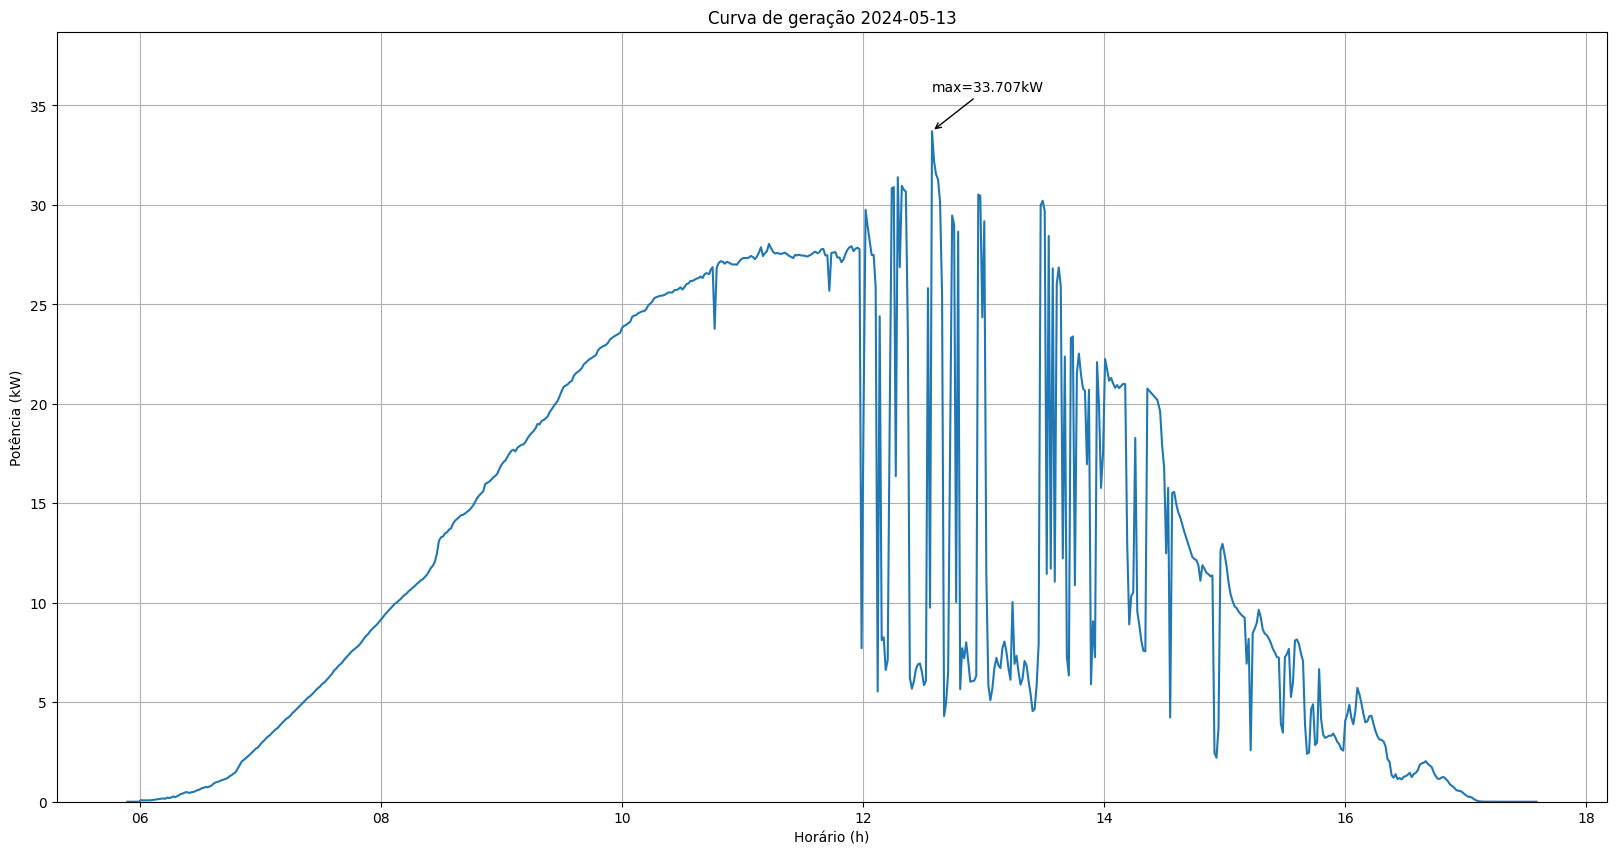 Curva de geração 2024-05-13
max=33.707kW
Potência (kW)
35
30
25
20
15
10
5
0
06 08 10 12 14 16 18
Horário (h)